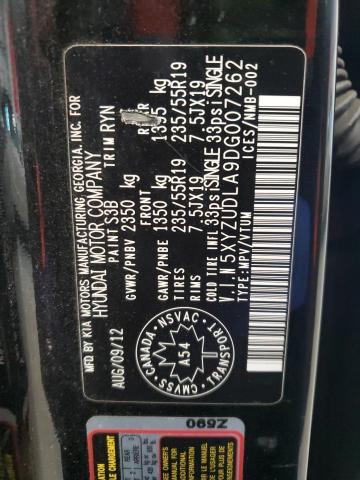 MFD. BY KIA MOTORS MANUFACTURING GEORGIA, INC. FOR
HYUNDAI MOTOR COMPANY
AUG/09/12 PAINT S3B TRIM RYN
GVWR/PNBV 2350 kg
FRONT
GAWR/PNBE 1350 kg 1395 kg
TIRES 235/55R19 235/55R19
RIMS 7.5JX19 7.5JX19
COLD INFL. 33psi SINGLE 33psi SINGLE
V.I.N 5XYZUDLA9DG007262
TYPE: MPV/VTUM ICES/NMB-002
CANADA • NSVAC • TRANSPORT • CMVSS
A54
Z590
REAR
ARRIÈRE